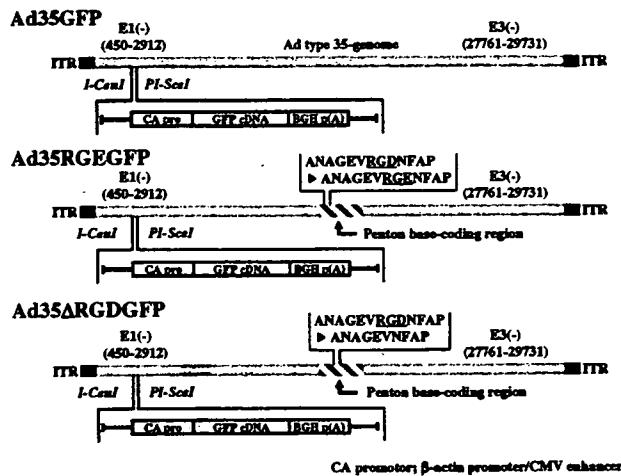 Ad35GFP
E1(-) E3(-)
(450-2912) Ad type 35-genome (27761-29731)
ITR ITR
I-CeuI PI-SceI
CA pro GFP cDNA BGH p(A)
Ad35RGEGFP
ANAGEVRGDNFAP
E1(-) ▶ ANAGEVRGENFAP E3(-)
(450-2912) (27761-29731)
ITR ITR
I-CeuI PI-SceI Penton base-coding region
CA pro GFP cDNA BGH p(A)
Ad35ΔRGDGFP
ANAGEVRGDNFAP
E1(-) ▶ ANAGEVNFAP E3(-)
(450-2912) (27761-29731)
ITR ITR
I-CeuI PI-SceI Penton base-coding region
CA pro GFP cDNA BGH p(A)
CA promotor; β-actin promoter/CMV enhancer